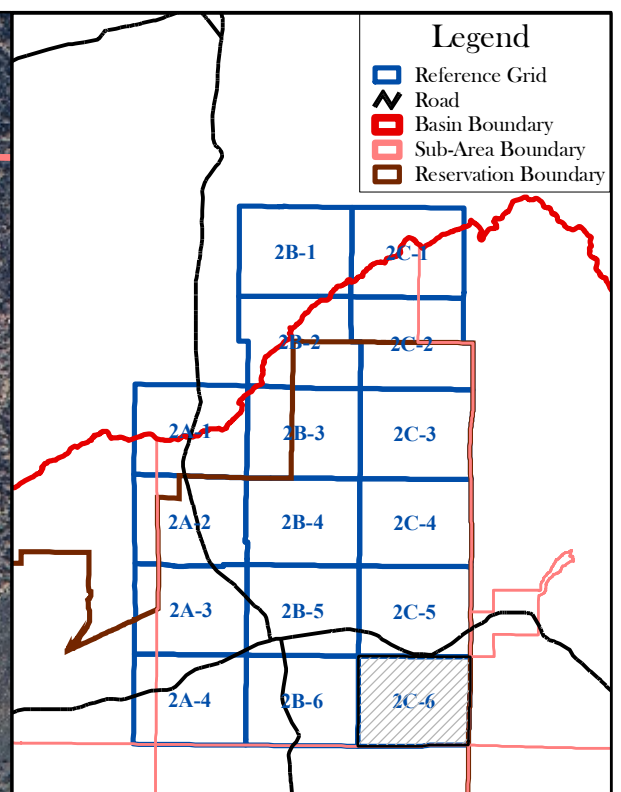 Legend
Reference Grid
Road
Basin Boundary
Sub-Area Boundary
Reservation Boundary
2B-1
2C-1
2B-2
2C-2
2A-1
2B-3
2C-3
2A-2
2B-4
2C-4
2A-3
2B-5
2C-5
2A-4
2B-6
2C-6